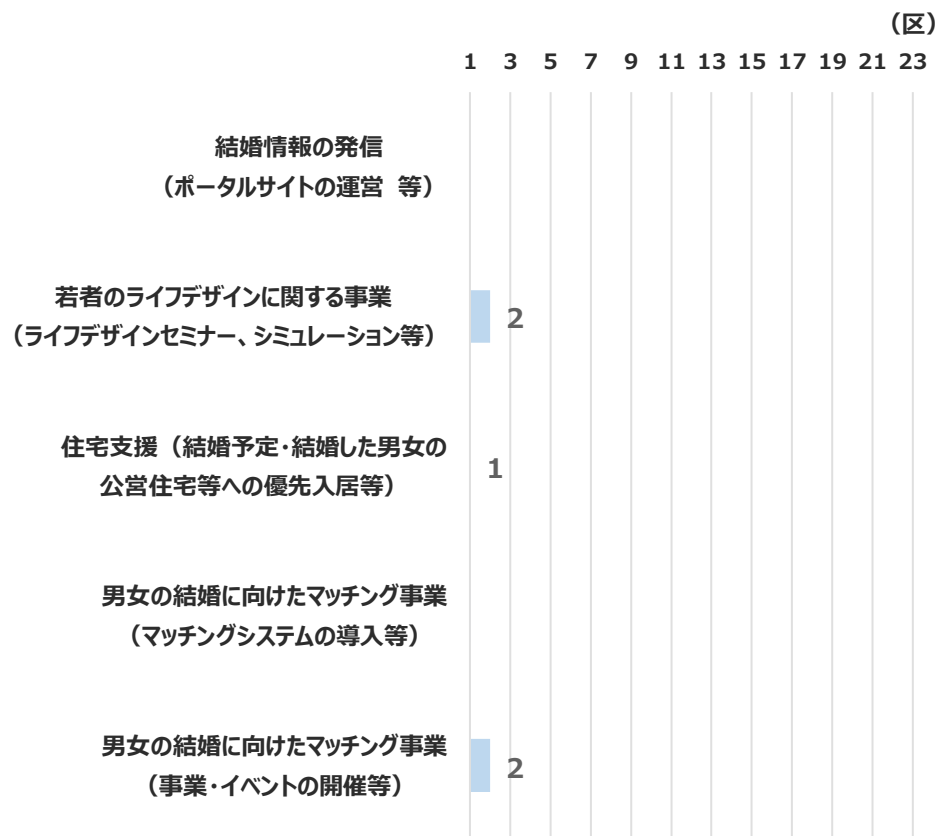 （区）
1 3 5 7 9 11 13 15 17 19 21 23
結婚情報の発信
（ポータルサイトの運営 等）
若者のライフデザインに関する事業
（ライフデザインセミナー、シミュレーション等）
2
住宅支援（結婚予定・結婚した男女の
公営住宅等への優先入居等）
1
男女の結婚に向けたマッチング事業
（マッチングシステムの導入等）
男女の結婚に向けたマッチング事業
（事業・イベントの開催等）
2